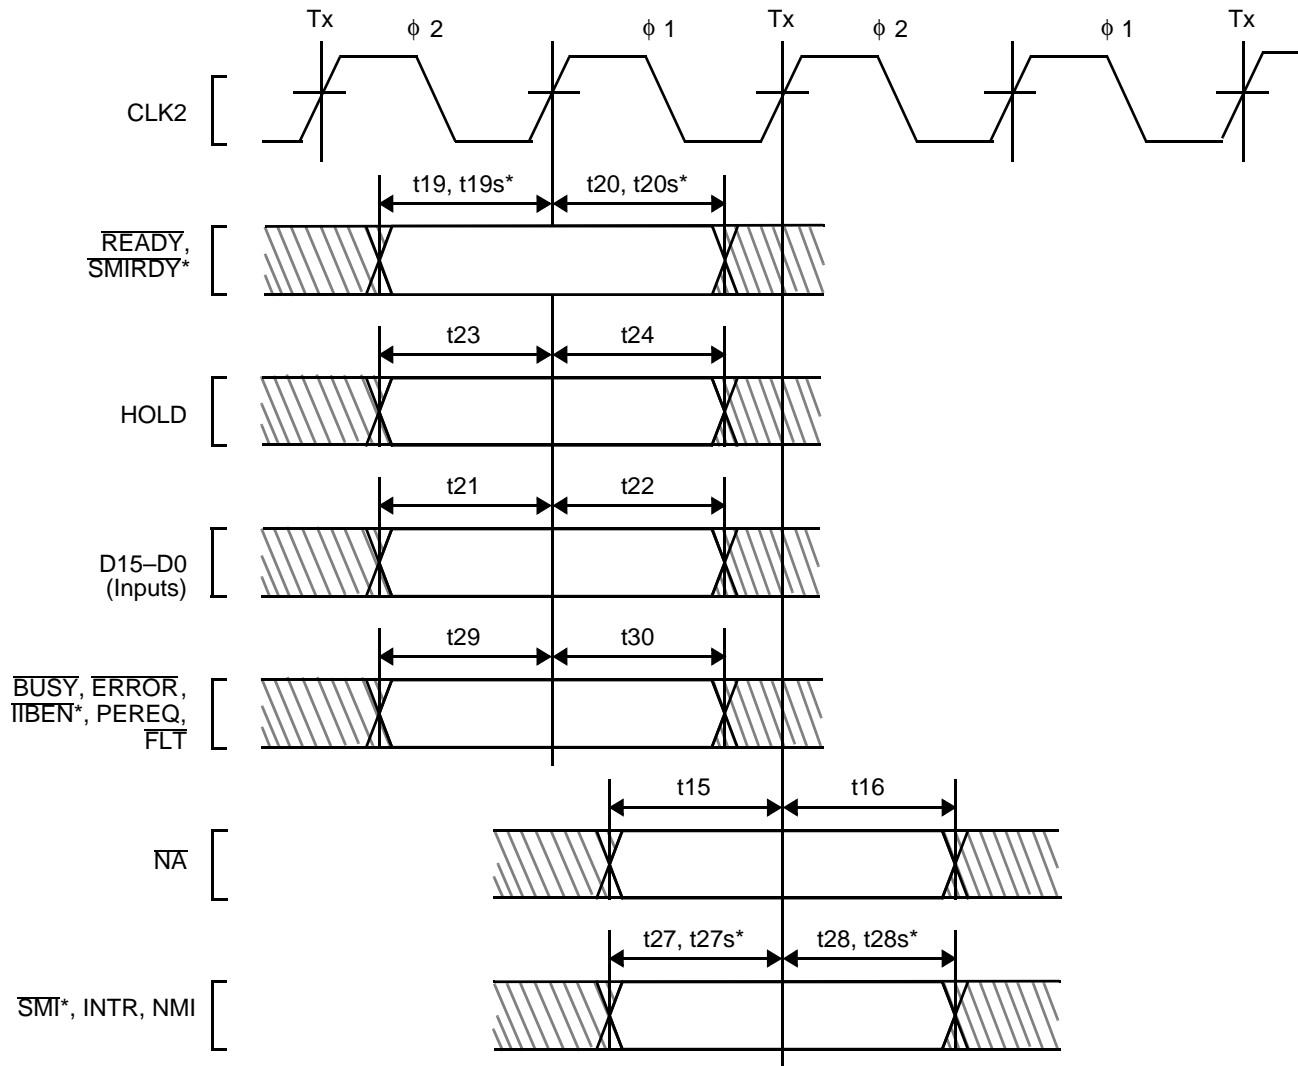 Tx ϕ 2 ϕ 1 Tx ϕ 2 ϕ 1 Tx
CLK2
t19, t19s* t20, t20s*
READY,
SMIRDY*
t23 t24
HOLD
t21 t22
D15–D0
(Inputs)
t29 t30
BUSY, ERROR,
IIBEN*, PEREQ,
FLT
t15 t16
NA
t27, t27s* t28, t28s*
SMI*, INTR, NMI